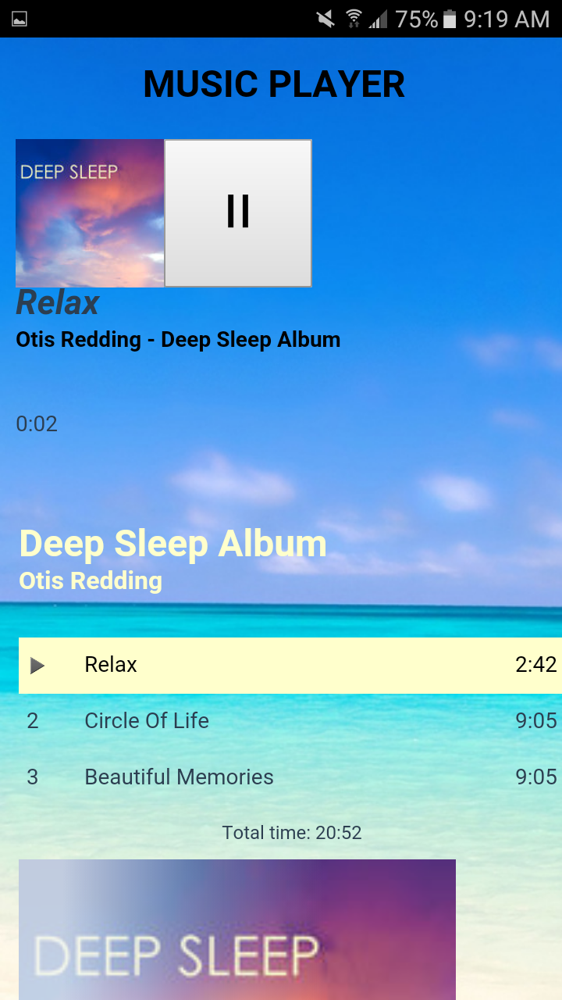 75% 9:19 AM
MUSIC PLAYER
DEEP SLEEP
Relax
Otis Redding - Deep Sleep Album
0:02
Deep Sleep Album
Otis Redding
Relax 2:42
2 Circle Of Life 9:05
3 Beautiful Memories 9:05
Total time: 20:52
DEEP SLEEP